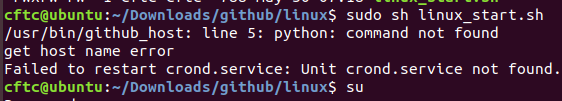 cftc@ubuntu:~/Downloads/github/linux$ sudo sh linux_start.sh
/usr/bin/github_host: line 5: python: command not found
get host name error
Failed to restart crond.service: Unit crond.service not found.
cftc@ubuntu:~/Downloads/github/linux$ su